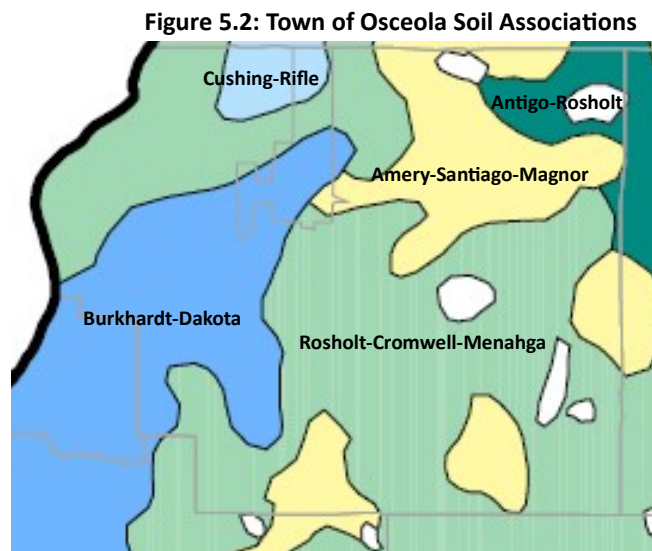 Figure 5.2: Town of Osceola Soil Associations
Cushing-Rifle
Antigo-Rosholt
Amery-Santiago-Magnor
Burkhardt-Dakota
Rosholt-Cromwell-Menahga